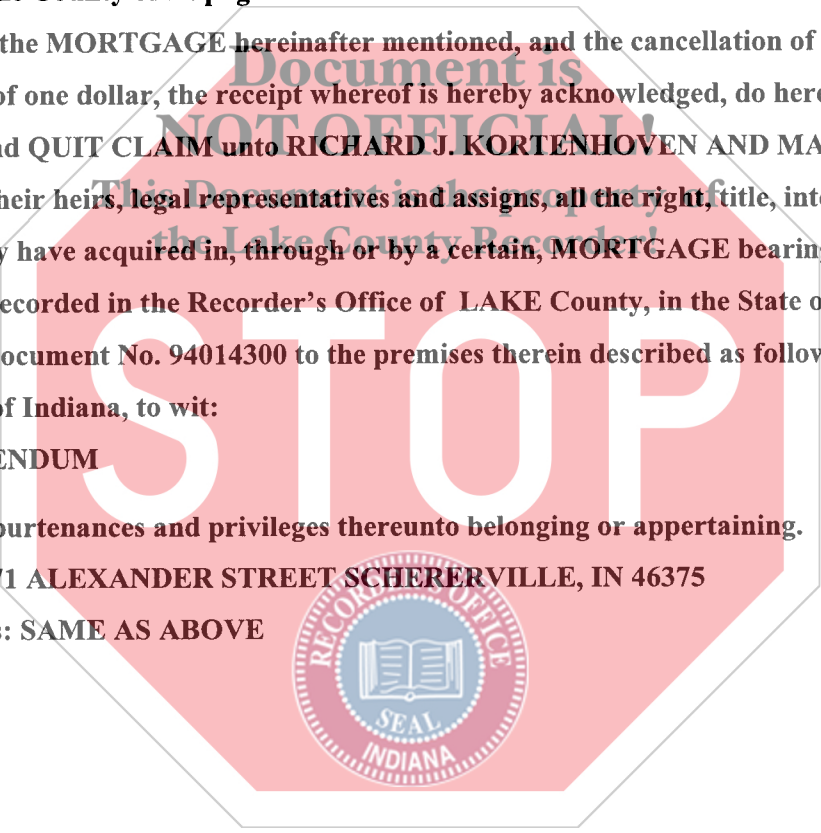 the MORTGAGE hereinafter mentioned, and the cancellation of
Document is
of one dollar, the receipt whereof is hereby acknowledged, do here
NOT OFFICIAL!
nd QUIT CLAIM unto RICHARD J. KORTENHOVEN AND MA
This Document is the property of
heir heirs, legal representatives and assigns, all the right, title, int
the Lake County Recorder!
y have acquired in, through or by a certain, MORTGAGE bearing
ecorded in the Recorder’s Office of LAKE County, in the State o
ocument No. 94014300 to the premises therein described as follow
of Indiana, to wit:
STOP
ENDUM
purtenances and privileges thereunto belonging or appertaining.
71 ALEXANDER STREET SCHERERVILLE, IN 46375
s: SAME AS ABOVE
RECORDER'S OFFICE
SEAL
INDIANA